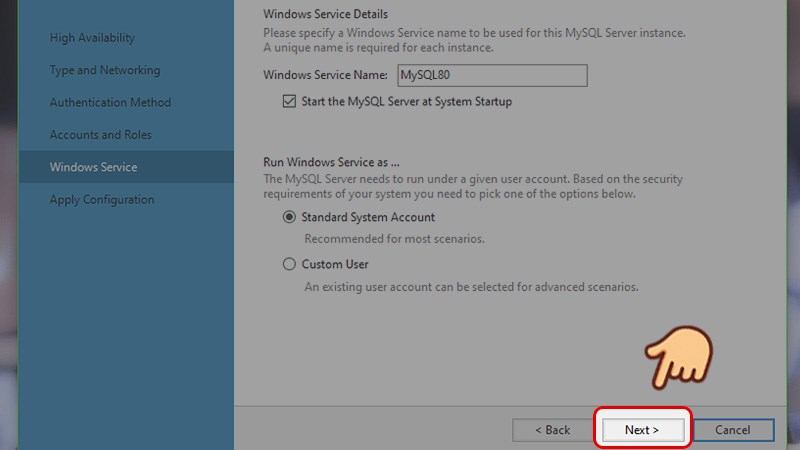 High Availability
Type and Networking
Authentication Method
Accounts and Roles
Windows Service
Apply Configuration
Windows Service Details
Please specify a Windows Service name to be used for this MySQL Server instance.
A unique name is required for each instance.
Windows Service Name: MySQL80
Start the MySQL Server at System Startup
Run Windows Service as ...
The MySQL Server needs to run under a given user account. Based on the security
requirements of your system you need to pick one of the options below.
Standard System Account
Recommended for most scenarios.
Custom User
An existing user account can be selected for advanced scenarios.
< Back Next > Cancel